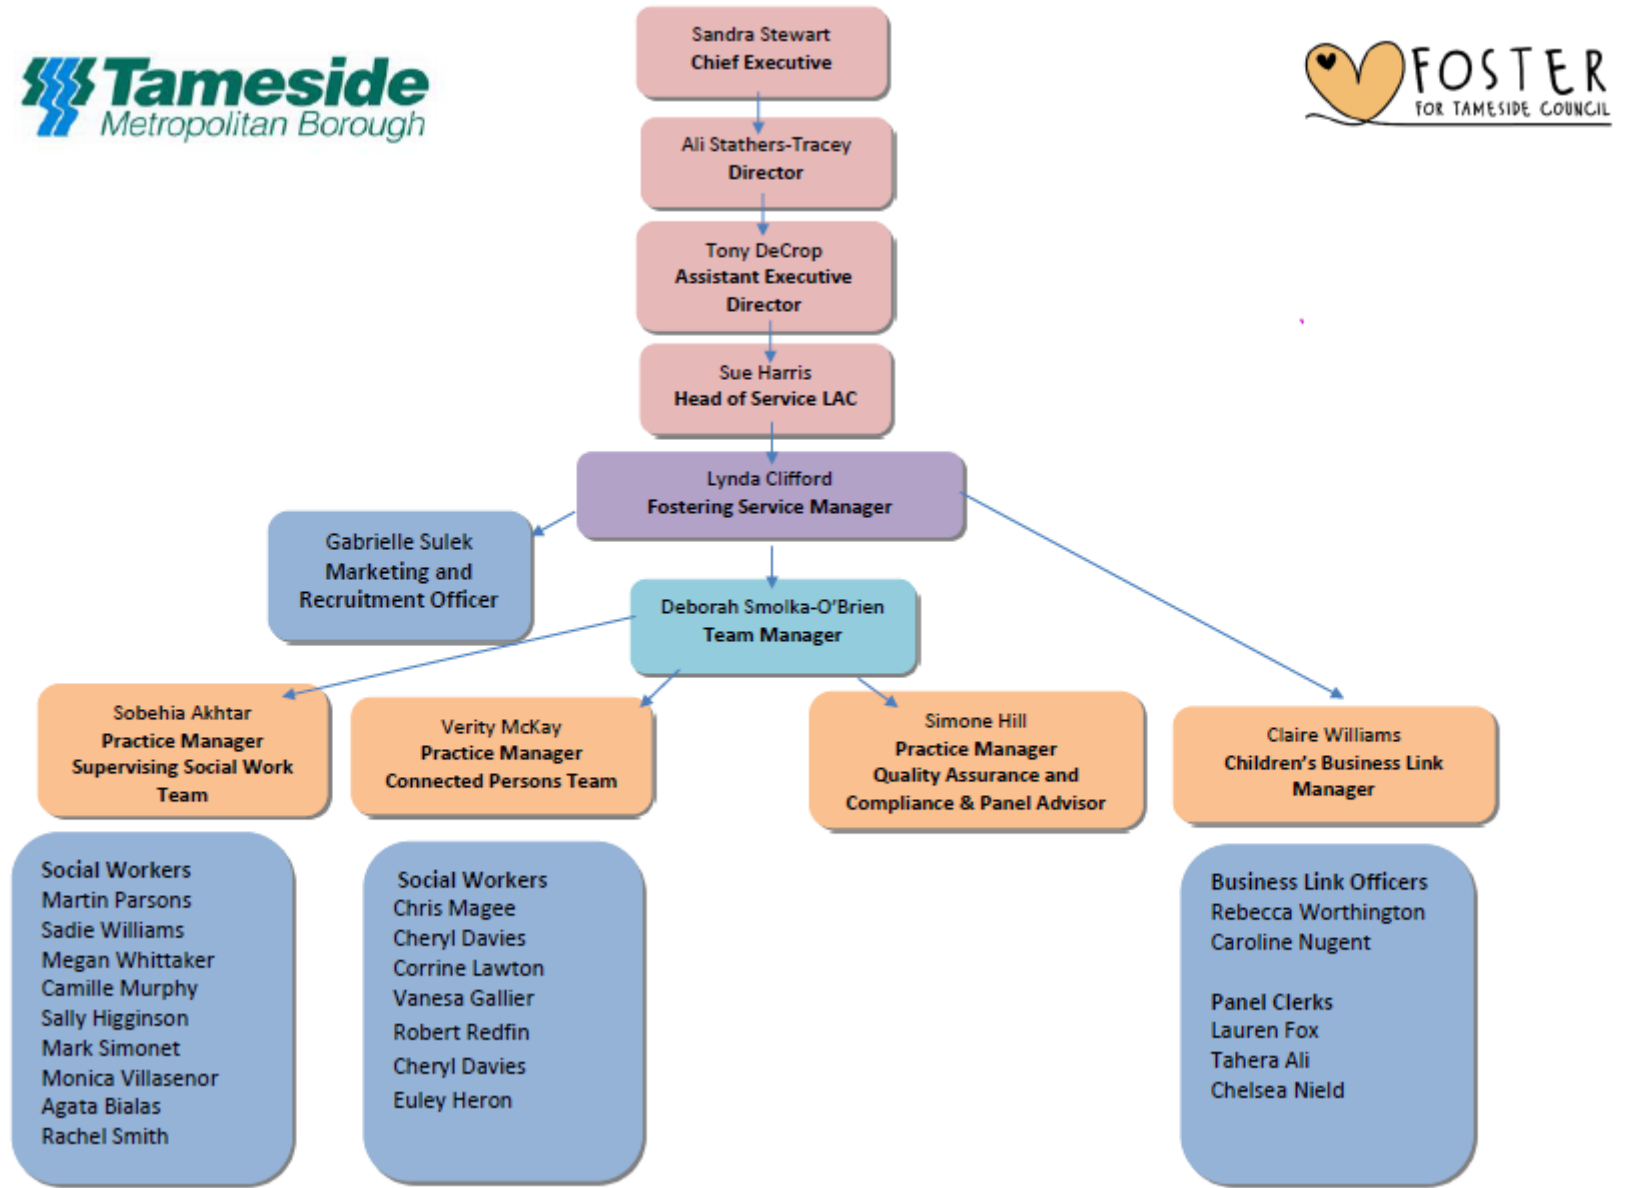 Tameside
Metropolitan Borough
FOSTER
FOR TAMESIDE COUNCIL
Sandra Stewart
Chief Executive
Ali Stathers-Tracey
Director
Tony DeCrop
Assistant Executive
Director
Sue Harris
Head of Service LAC
Lynda Clifford
Fostering Service Manager
Gabrielle Sulek
Marketing and
Recruitment Officer
Deborah Smolka-O’Brien
Team Manager
Sobehia Akhtar
Practice Manager
Supervising Social Work
Team
Verity McKay
Practice Manager
Connected Persons Team
Simone Hill
Practice Manager
Quality Assurance and
Compliance & Panel Advisor
Claire Williams
Children’s Business Link
Manager
Social Workers
Martin Parsons
Sadie Williams
Megan Whittaker
Camille Murphy
Sally Higginson
Mark Simonet
Monica Villasenor
Agata Bialas
Rachel Smith
Social Workers
Chris Magee
Cheryl Davies
Corrine Lawton
Vanesa Gallier
Robert Redfin
Cheryl Davies
Euley Heron
Business Link Officers
Rebecca Worthington
Caroline Nugent
Panel Clerks
Lauren Fox
Tahera Ali
Chelsea Nield